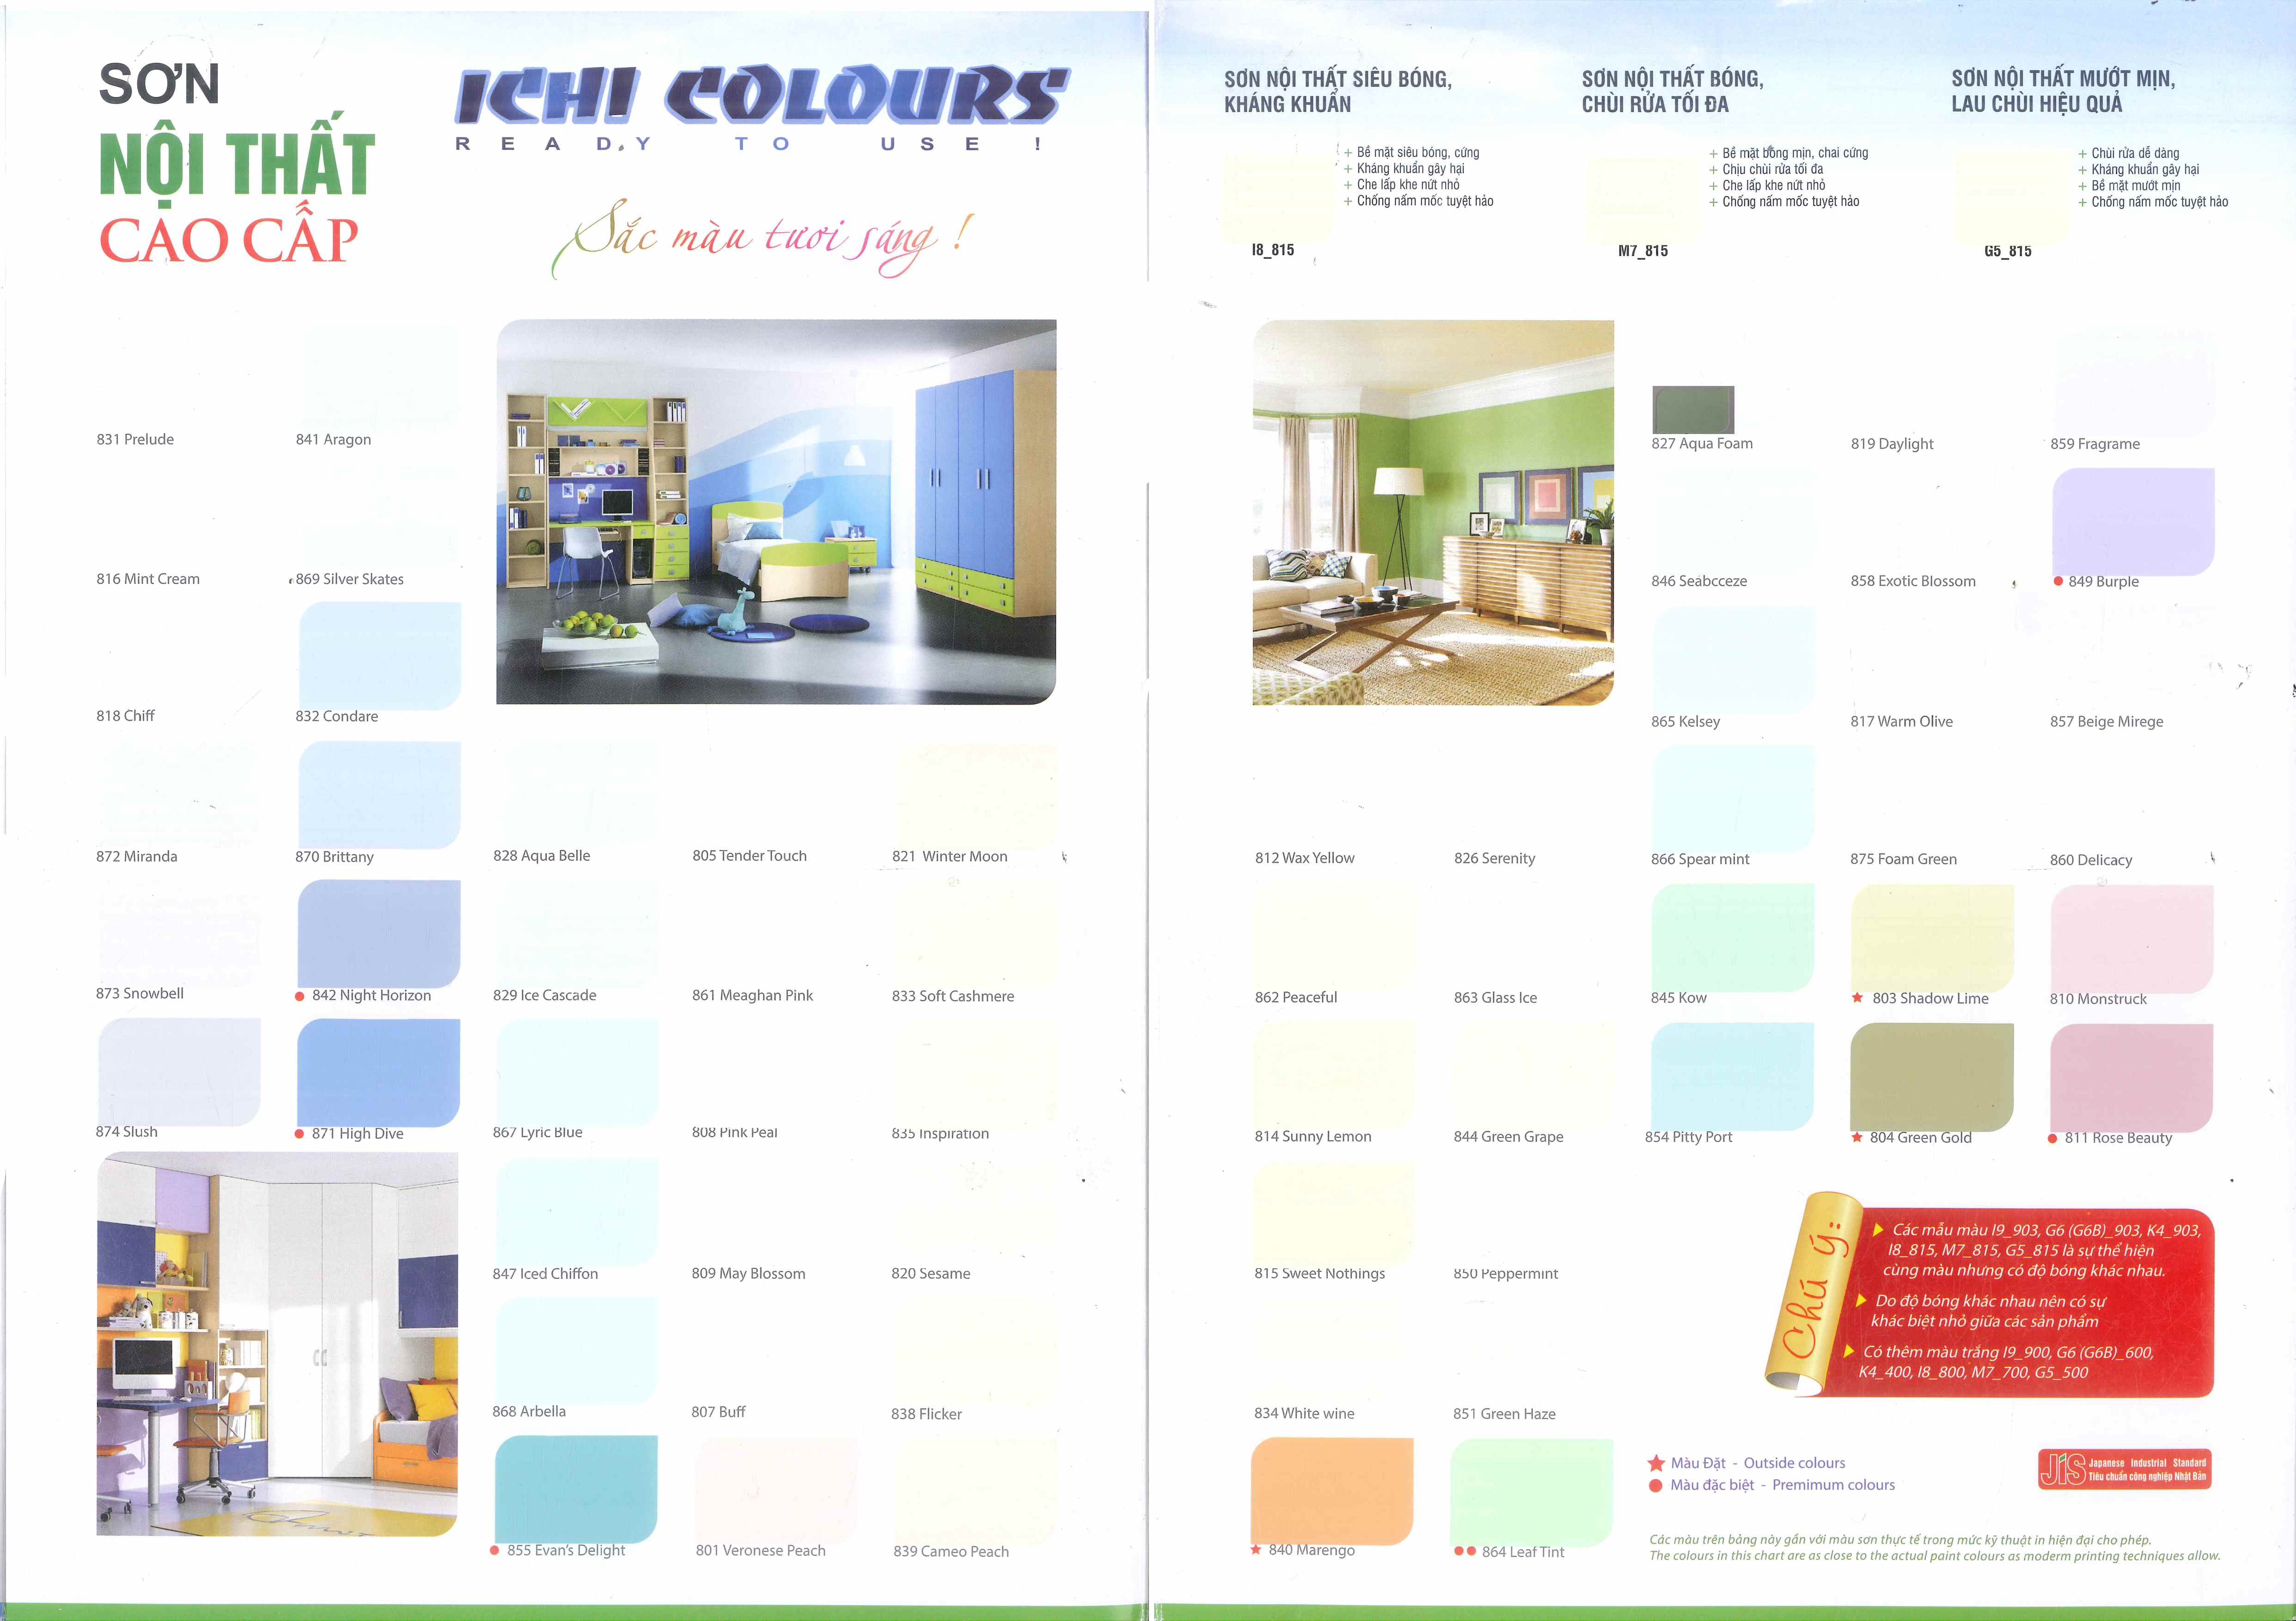 SƠN
NỘI THẤT
CAO CẤP
ICHI COLOURS
READY TO USE !
Sắc màu tươi sáng !
831 Prelude
841 Aragon
816 Mint Cream
869 Silver Skates
818 Chiff
832 Condare
872 Miranda
870 Brittany
828 Aqua Belle
805 Tender Touch
821 Winter Moon
873 Snowbell
842 Night Horizon
829 Ice Cascade
861 Meaghan Pink
833 Soft Cashmere
874 Slush
871 High Dive
867 Lyric Blue
808 Pink Peal
835 Inspiration
847 Iced Chiffon
809 May Blossom
820 Sesame
868 Arbella
807 Buff
838 Flicker
855 Evan's Delight
801 Veronese Peach
839 Cameo Peach
SƠN NỘI THẤT SIÊU BÓNG,
KHÁNG KHUẨN
+ Bề mặt siêu bóng, cứng
+ Kháng khuẩn gây hại
+ Che lấp khe nứt nhỏ
+ Chống nấm mốc tuyệt hảo
I8_815
SƠN NỘI THẤT BÓNG,
CHÙI RỬA TỐI ĐA
+ Bề mặt bóng mịn, chai cứng
+ Chịu chùi rửa tối đa
+ Che lấp khe nứt nhỏ
+ Chống nấm mốc tuyệt hảo
M7_815
SƠN NỘI THẤT MƯỚT MỊN,
LAU CHÙI HIỆU QUẢ
+ Chùi rửa dễ dàng
+ Kháng khuẩn gây hại
+ Bề mặt mướt mịn
+ Chống nấm mốc tuyệt hảo
G5_815
827 Aqua Foam
819 Daylight
859 Fragrame
846 Seabcceze
858 Exotic Blossom
849 Burple
865 Kelsey
817 Warm Olive
857 Beige Mirege
812 Wax Yellow
826 Serenity
866 Spear mint
875 Foam Green
860 Delicacy
862 Peaceful
863 Glass Ice
845 Kow
803 Shadow Lime
810 Monstruck
814 Sunny Lemon
844 Green Grape
854 Pitty Port
804 Green Gold
811 Rose Beauty
815 Sweet Nothings
850 Peppermint
834 White wine
851 Green Haze
840 Marengo
864 Leaf Tint
Chú ý:
Các mẫu màu I9_903, G6 (G6B)_903, K4_903,
I8_815, M7_815, G5_815 là sự thể hiện
cùng màu nhưng có độ bóng khác nhau.
Do độ bóng khác nhau nên có sự
khác biệt nhỏ giữa các sản phẩm
Có thêm màu trắng I9_900, G6 (G6B)_600,
K4_400, I8_800, M7_700, G5_500
Màu Đặt - Outside colours
Màu đặc biệt - Premimum colours
JIS
Japanese Industrial Standard
Tiêu chuẩn công nghiệp Nhật Bản
Các màu trên bảng này gần với màu sơn thực tế trong mức kỹ thuật in hiện đại cho phép.
The colours in this chart are as close to the actual paint colours as moderm printing techniques allow.